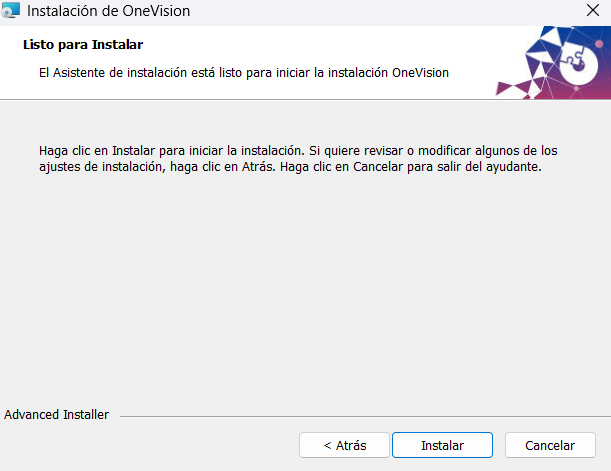 Instalación de OneVision
Listo para Instalar
El Asistente de instalación está listo para iniciar la instalación OneVision
Haga clic en Instalar para iniciar la instalación. Si quiere revisar o modificar algunos de los
ajustes de instalación, haga clic en Atrás. Haga clic en Cancelar para salir del ayudante.
Advanced Installer
< Atrás
Instalar
Cancelar